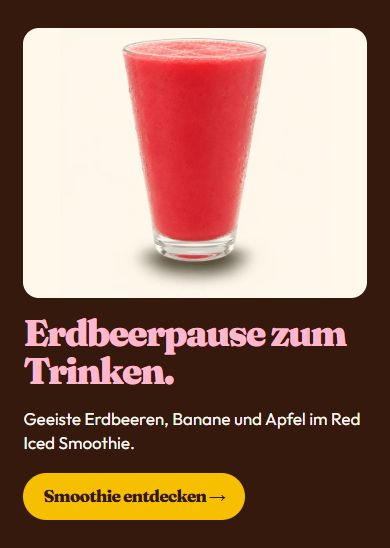 Erdbeerpause zum
Trinken.
Geeiste Erdbeeren, Banane und Apfel im Red
Iced Smoothie.
Smoothie entdecken →